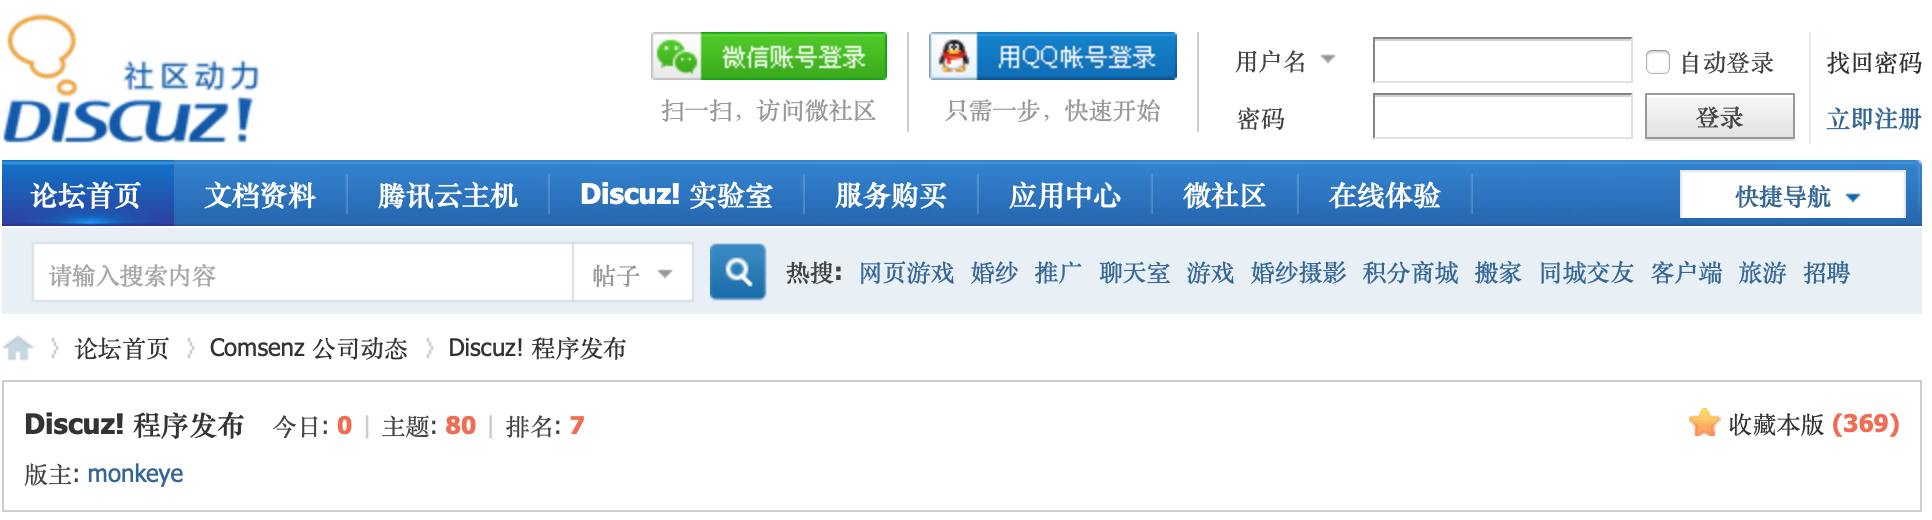 社区动力
DISCUZ!
微信账号登录
扫一扫，访问微社区
用QQ帐号登录
只需一步，快速开始
用户名
自动登录
找回密码
密码
登录
立即注册
论坛首页 文档资料 腾讯云主机 Discuz! 实验室 服务购买 应用中心 微社区 在线体验 快捷导航
请输入搜索内容 帖子 热搜: 网页游戏 婚纱 推广 聊天室 游戏 婚纱摄影 积分商城 搬家 同城交友 客户端 旅游 招聘
论坛首页 〉 Comsenz 公司动态 〉 Discuz! 程序发布
Discuz! 程序发布 今日: 0 | 主题: 80 | 排名: 7 收藏本版 (369)
版主: monkeye